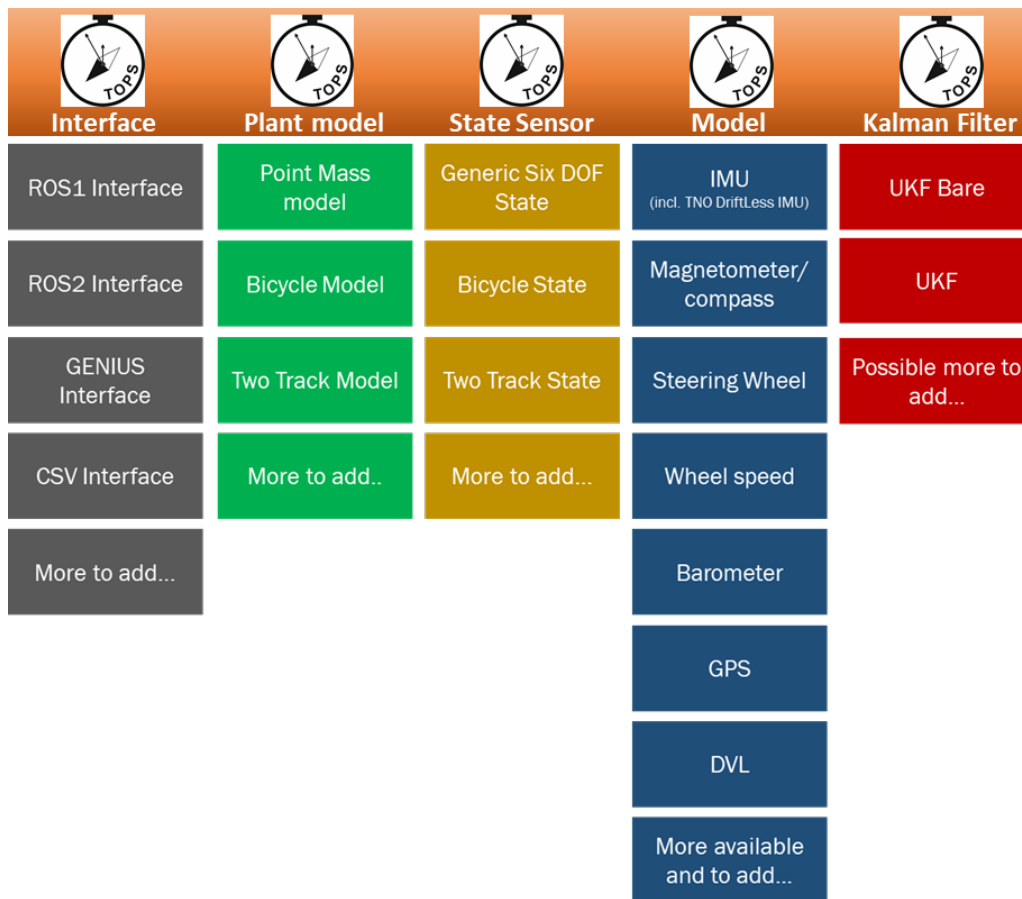 TOPS
TOPS
TOPS
TOPS
TOPS
Interface
Plant model
State Sensor
Model
Kalman Filter
ROS1 Interface
Point Mass
model
Generic Six DOF
State
IMU
(incl. TNO DriftLess IMU)
UKF Bare
ROS2 Interface
Bicycle Model
Bicycle State
Magnetometer/
compass
UKF
GENIUS
Interface
Two Track Model
Two Track State
Steering Wheel
Possible more to
add...
CSV Interface
More to add..
More to add...
Wheel speed
More to add...
Barometer
GPS
DVL
More available
and to add...